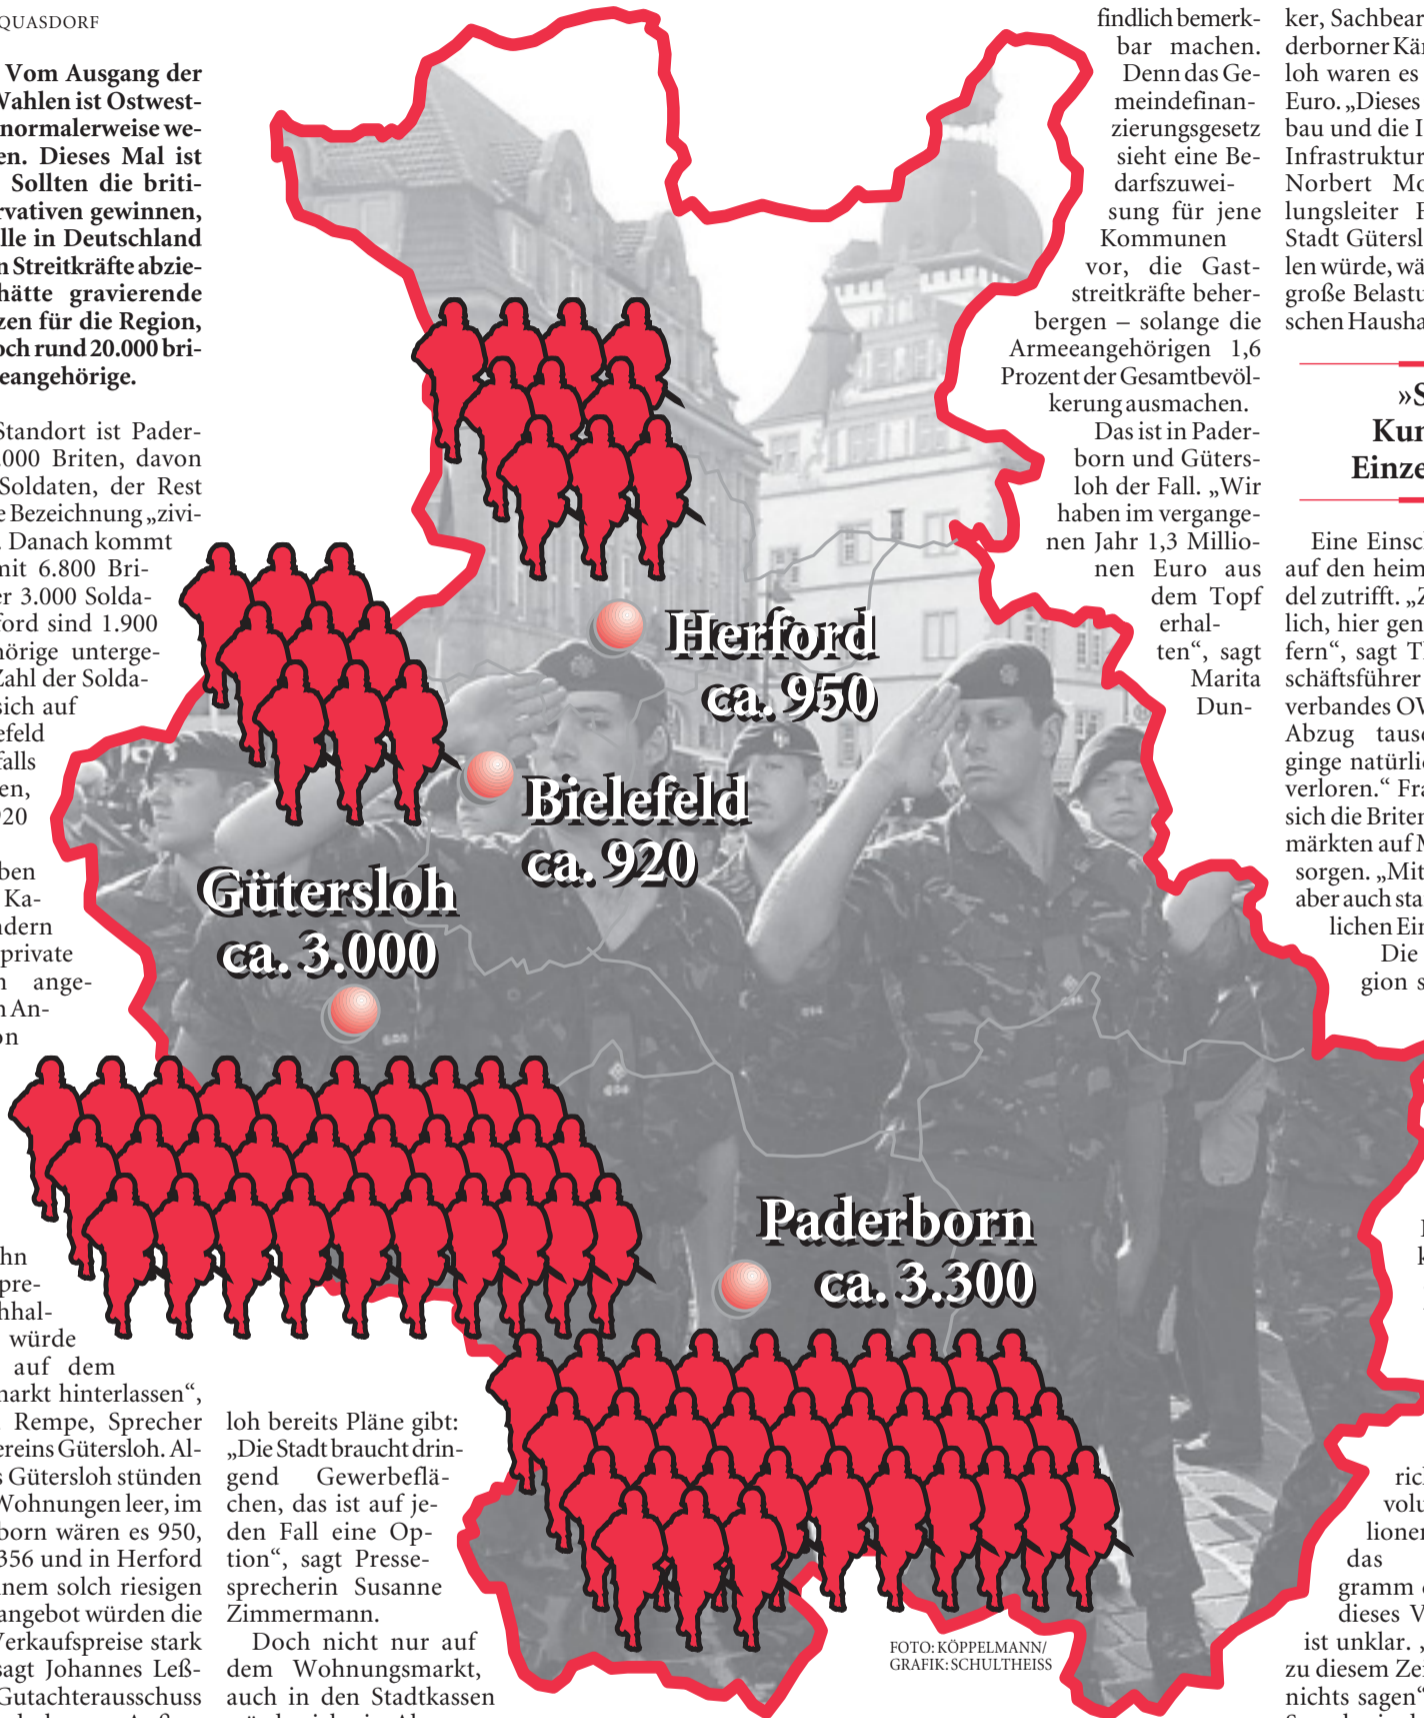 QUASDORF
Vom Ausgang der
Wahlen ist Ostwest-
normalerweise we-
en. Dieses Mal ist
Sollten die briti-
rvativen gewinnen,
lle in Deutschland
n Streitkräfte abzie-
hätte gravierende
zen für die Region,
och rund 20.000 bri-
eeangehörige.
Standort ist Pader-
.000 Briten, davon
Soldaten, der Rest
e Bezeichnung „zivi-
. Danach kommt
mit 6.800 Bri-
er 3.000 Solda-
ford sind 1.900
hörige unterge-
Zahl der Solda-
sich auf
efeld
falls
en,
920
ben
Ka-
ndern
private
n ange-
n An-
on
hn
pre-
hhal-
würde
auf dem
markt hinterlassen“,
Rempe, Sprecher
ereins Gütersloh. Al-
s Gütersloh stünden
Wohnungen leer, im
born wären es 950,
356 und in Herford
inem solch riesigen
angebot würden die
Verkaufspreise stark
sagt Johannes Leß-
Gutachterausschuss
loh bereits Pläne gibt:
„Die Stadt braucht drin-
gend Gewerbeflä-
chen, das ist auf je-
den Fall eine Op-
tion“, sagt Presse-
sprecherin Susanne
Zimmermann.
Doch nicht nur auf
dem Wohnungsmarkt,
auch in den Stadtkassen
Herford
ca. 950
Bielefeld
ca. 920
Gütersloh
ca. 3.000
Paderborn
ca. 3.300
FOTO: KÖPPELMANN/
GRAFIK: SCHULTHEISS
findlich bemerk-
bar machen.
Denn das Ge-
meindefinan-
zierungsgesetz
sieht eine Be-
darfszuwei-
sung für jene
Kommunen
vor, die Gast-
streitkräfte beher-
bergen – solange die
Armeeangehörigen 1,6
Prozent der Gesamtbevöl-
kerung ausmachen.
Das ist in Pader-
born und Güters-
loh der Fall. „Wir
haben im vergange-
nen Jahr 1,3 Millio-
nen Euro aus
dem Topf
erhal-
ten“, sagt
Marita
Dun-
ker, Sachbear
derborner Kär
loh waren es
Euro. „Dieses
bau und die I
Infrastruktur
Norbert Mo
lungsleiter F
Stadt Gütersl
len würde, wä
große Belastu
schen Hausha
»S
Kun
Einze
Eine Einsch
auf den heim
del zutrifft. „Z
lich, hier gen
fern“, sagt Tl
schäftsführer
verbandes OV
Abzug tause
ginge natürlic
verloren.“ Fra
sich die Briten
märkten auf M
sorgen. „Mit
aber auch sta
lichen Ein
Die
gion s
k
rich
volu
lionen
das
gramm
dieses V
ist unklar. „
zu diesem Zei
nichts sagen“